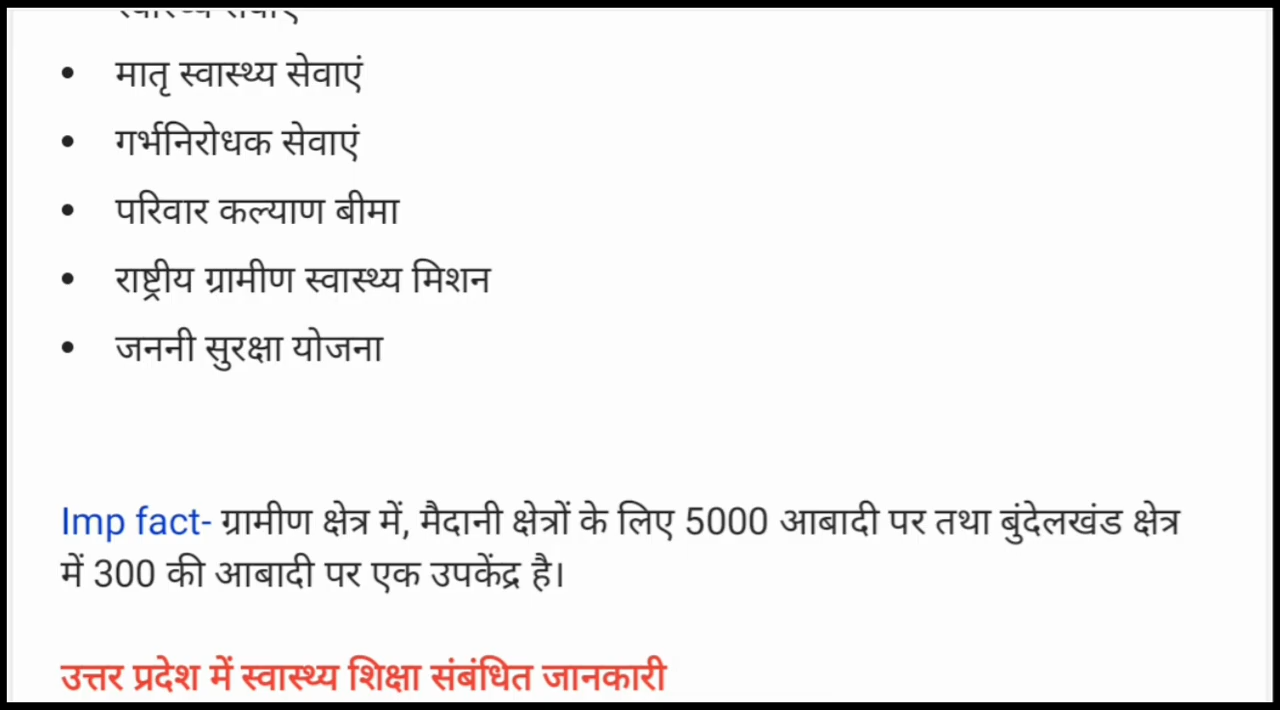 • मातृ स्वास्थ्य सेवाएं
• गर्भनिरोधक सेवाएं
• परिवार कल्याण बीमा
• राष्ट्रीय ग्रामीण स्वास्थ्य मिशन
• जननी सुरक्षा योजना
Imp fact- ग्रामीण क्षेत्र में, मैदानी क्षेत्रों के लिए 5000 आबादी पर तथा बुंदेलखंड क्षेत्र
में 300 की आबादी पर एक उपकेंद्र है।
उत्तर प्रदेश में स्वास्थ्य शिक्षा संबंधित जानकारी